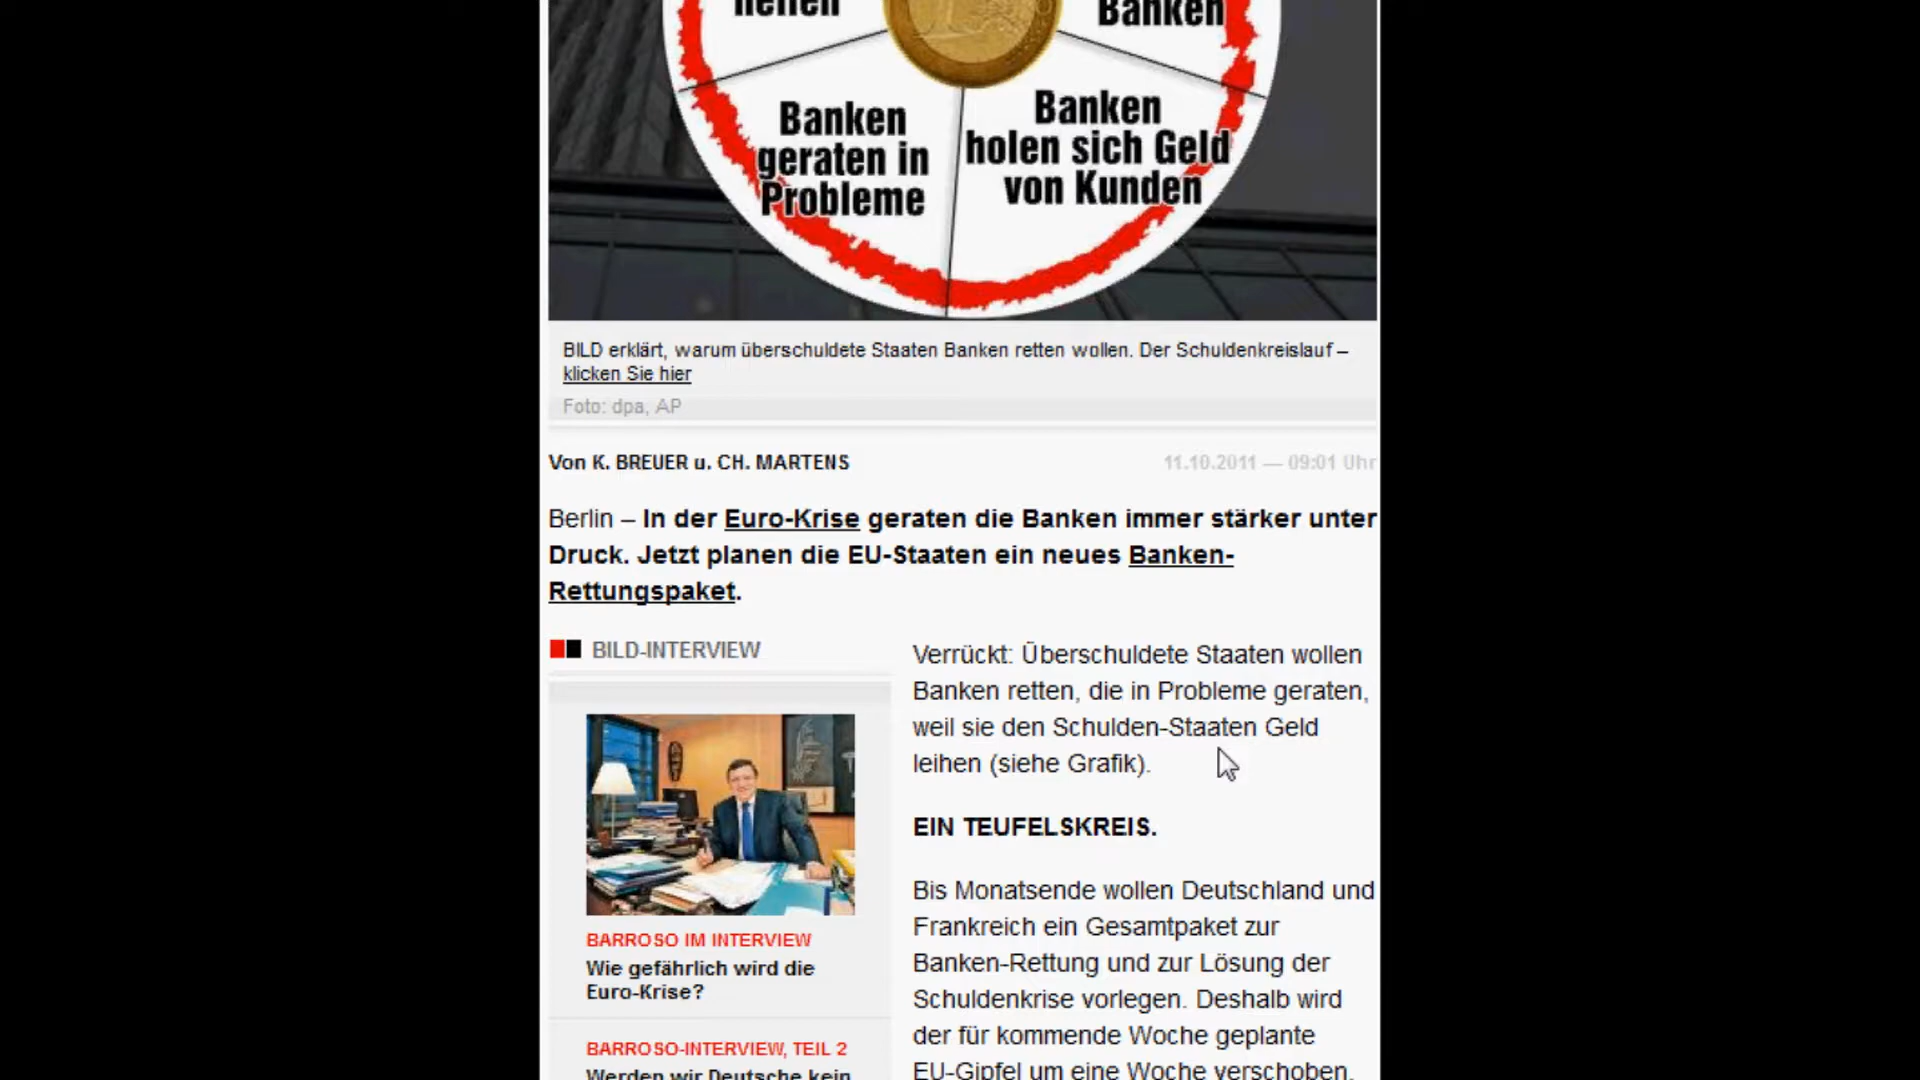 helfen
Banken
Banken
geraten in
Probleme
Banken
holen sich Geld
von Kunden
BILD erklärt, warum überschuldete Staaten Banken retten wollen. Der Schuldenkreislauf –
klicken Sie hier
Foto: dpa, AP
Von K. BREUER u. CH. MARTENS
11.10.2011 — 09:01 Uhr
Berlin – In der Euro-Krise geraten die Banken immer stärker unter
Druck. Jetzt planen die EU-Staaten ein neues Banken-
Rettungspaket.
BILD-INTERVIEW
BARROSO IM INTERVIEW
Wie gefährlich wird die
Euro-Krise?
BARROSO-INTERVIEW, TEIL 2
Werden wir Deutsche kein
Verrückt: Überschuldete Staaten wollen
Banken retten, die in Probleme geraten,
weil sie den Schulden-Staaten Geld
leihen (siehe Grafik).
EIN TEUFELSKREIS.
Bis Monatsende wollen Deutschland und
Frankreich ein Gesamtpaket zur
Banken-Rettung und zur Lösung der
Schuldenkrise vorlegen. Deshalb wird
der für kommende Woche geplante
EU-Gipfel um eine Woche verschoben.